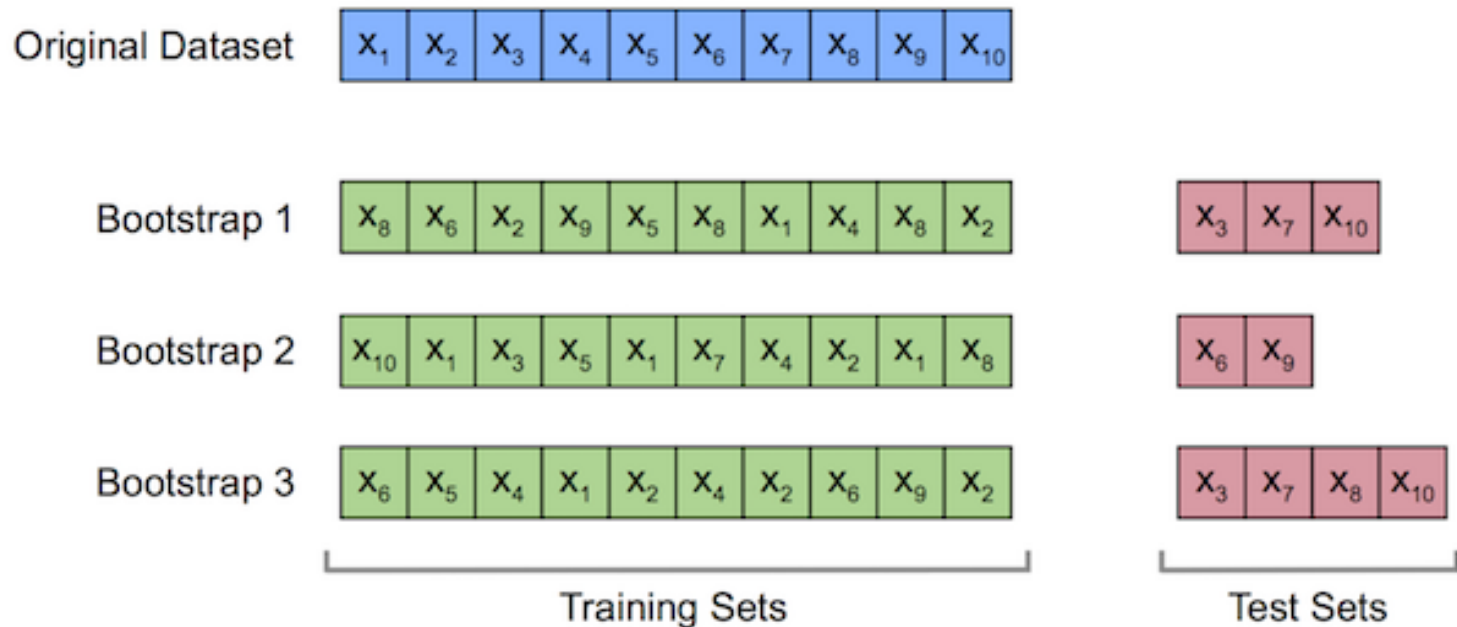 Original Dataset X₁ X₂ X₃ X₄ X₅ X₆ X₇ X₈ X₉ X₁₀
Bootstrap 1 X₈ X₆ X₂ X₉ X₅ X₈ X₁ X₄ X₈ X₂ X₃ X₇ X₁₀
Bootstrap 2 X₁₀ X₁ X₃ X₅ X₁ X₇ X₄ X₂ X₁ X₈ X₆ X₉
Bootstrap 3 X₆ X₅ X₄ X₁ X₂ X₄ X₂ X₆ X₉ X₂ X₃ X₇ X₈ X₁₀
Training Sets Test Sets